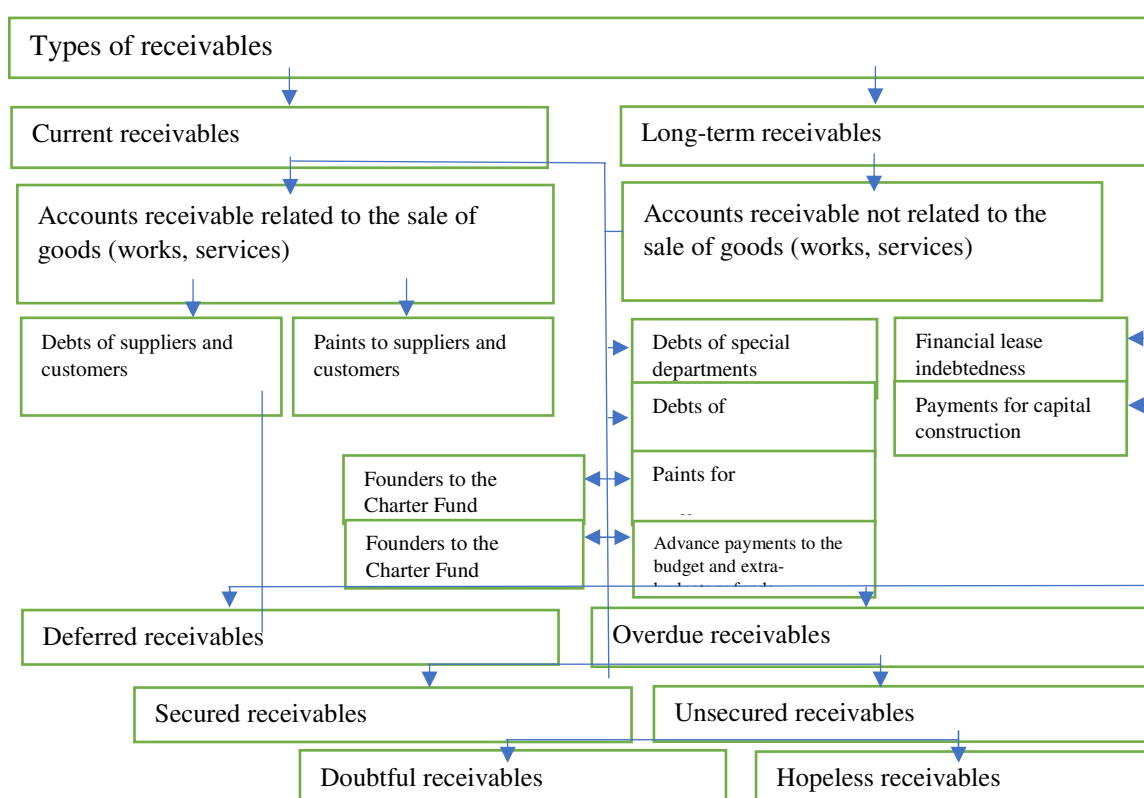 Types of receivables
Current receivables
Long-term receivables
Accounts receivable related to the sale of
goods (works, services)
Accounts receivable not related to the
sale of goods (works, services)
Debts of suppliers and
customers
Paints to suppliers and
customers
Debts of special
departments
Financial lease
indebtedness
Debts of
Payments for capital
construction
Founders to the
Charter Fund
Paints for
Founders to the
Charter Fund
Advance payments to the
budget and extra-
Deferred receivables
Overdue receivables
Secured receivables
Unsecured receivables
Doubtful receivables
Hopeless receivables